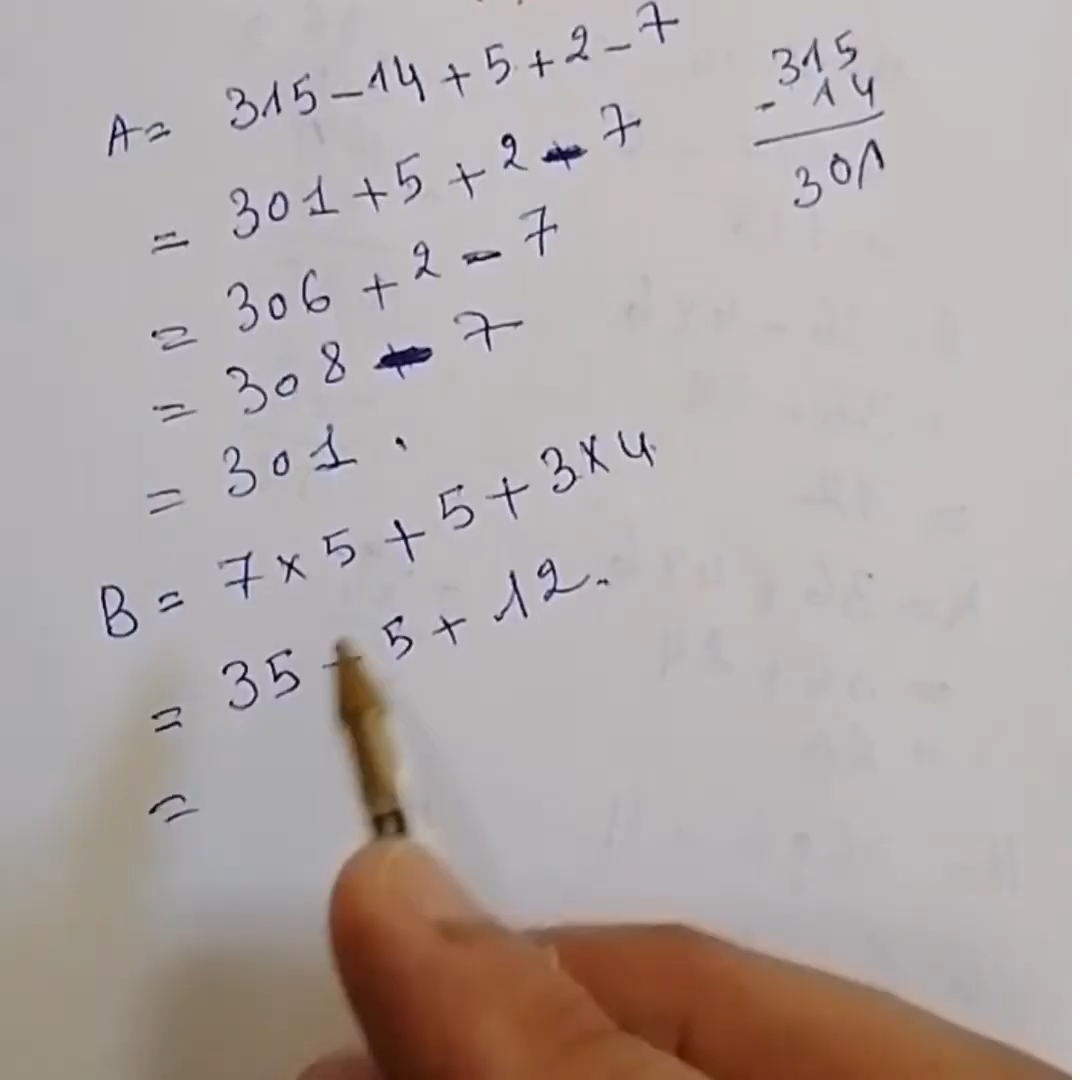 A = 315 - 14 + 5 + 2 - 7
= 301 + 5 + 2 - 7
= 306 + 2 - 7
= 308 - 7
= 301 .
B = 7 × 5 + 5 + 3 × 4
= 35 + 5 + 12.
=
315
- 14
301